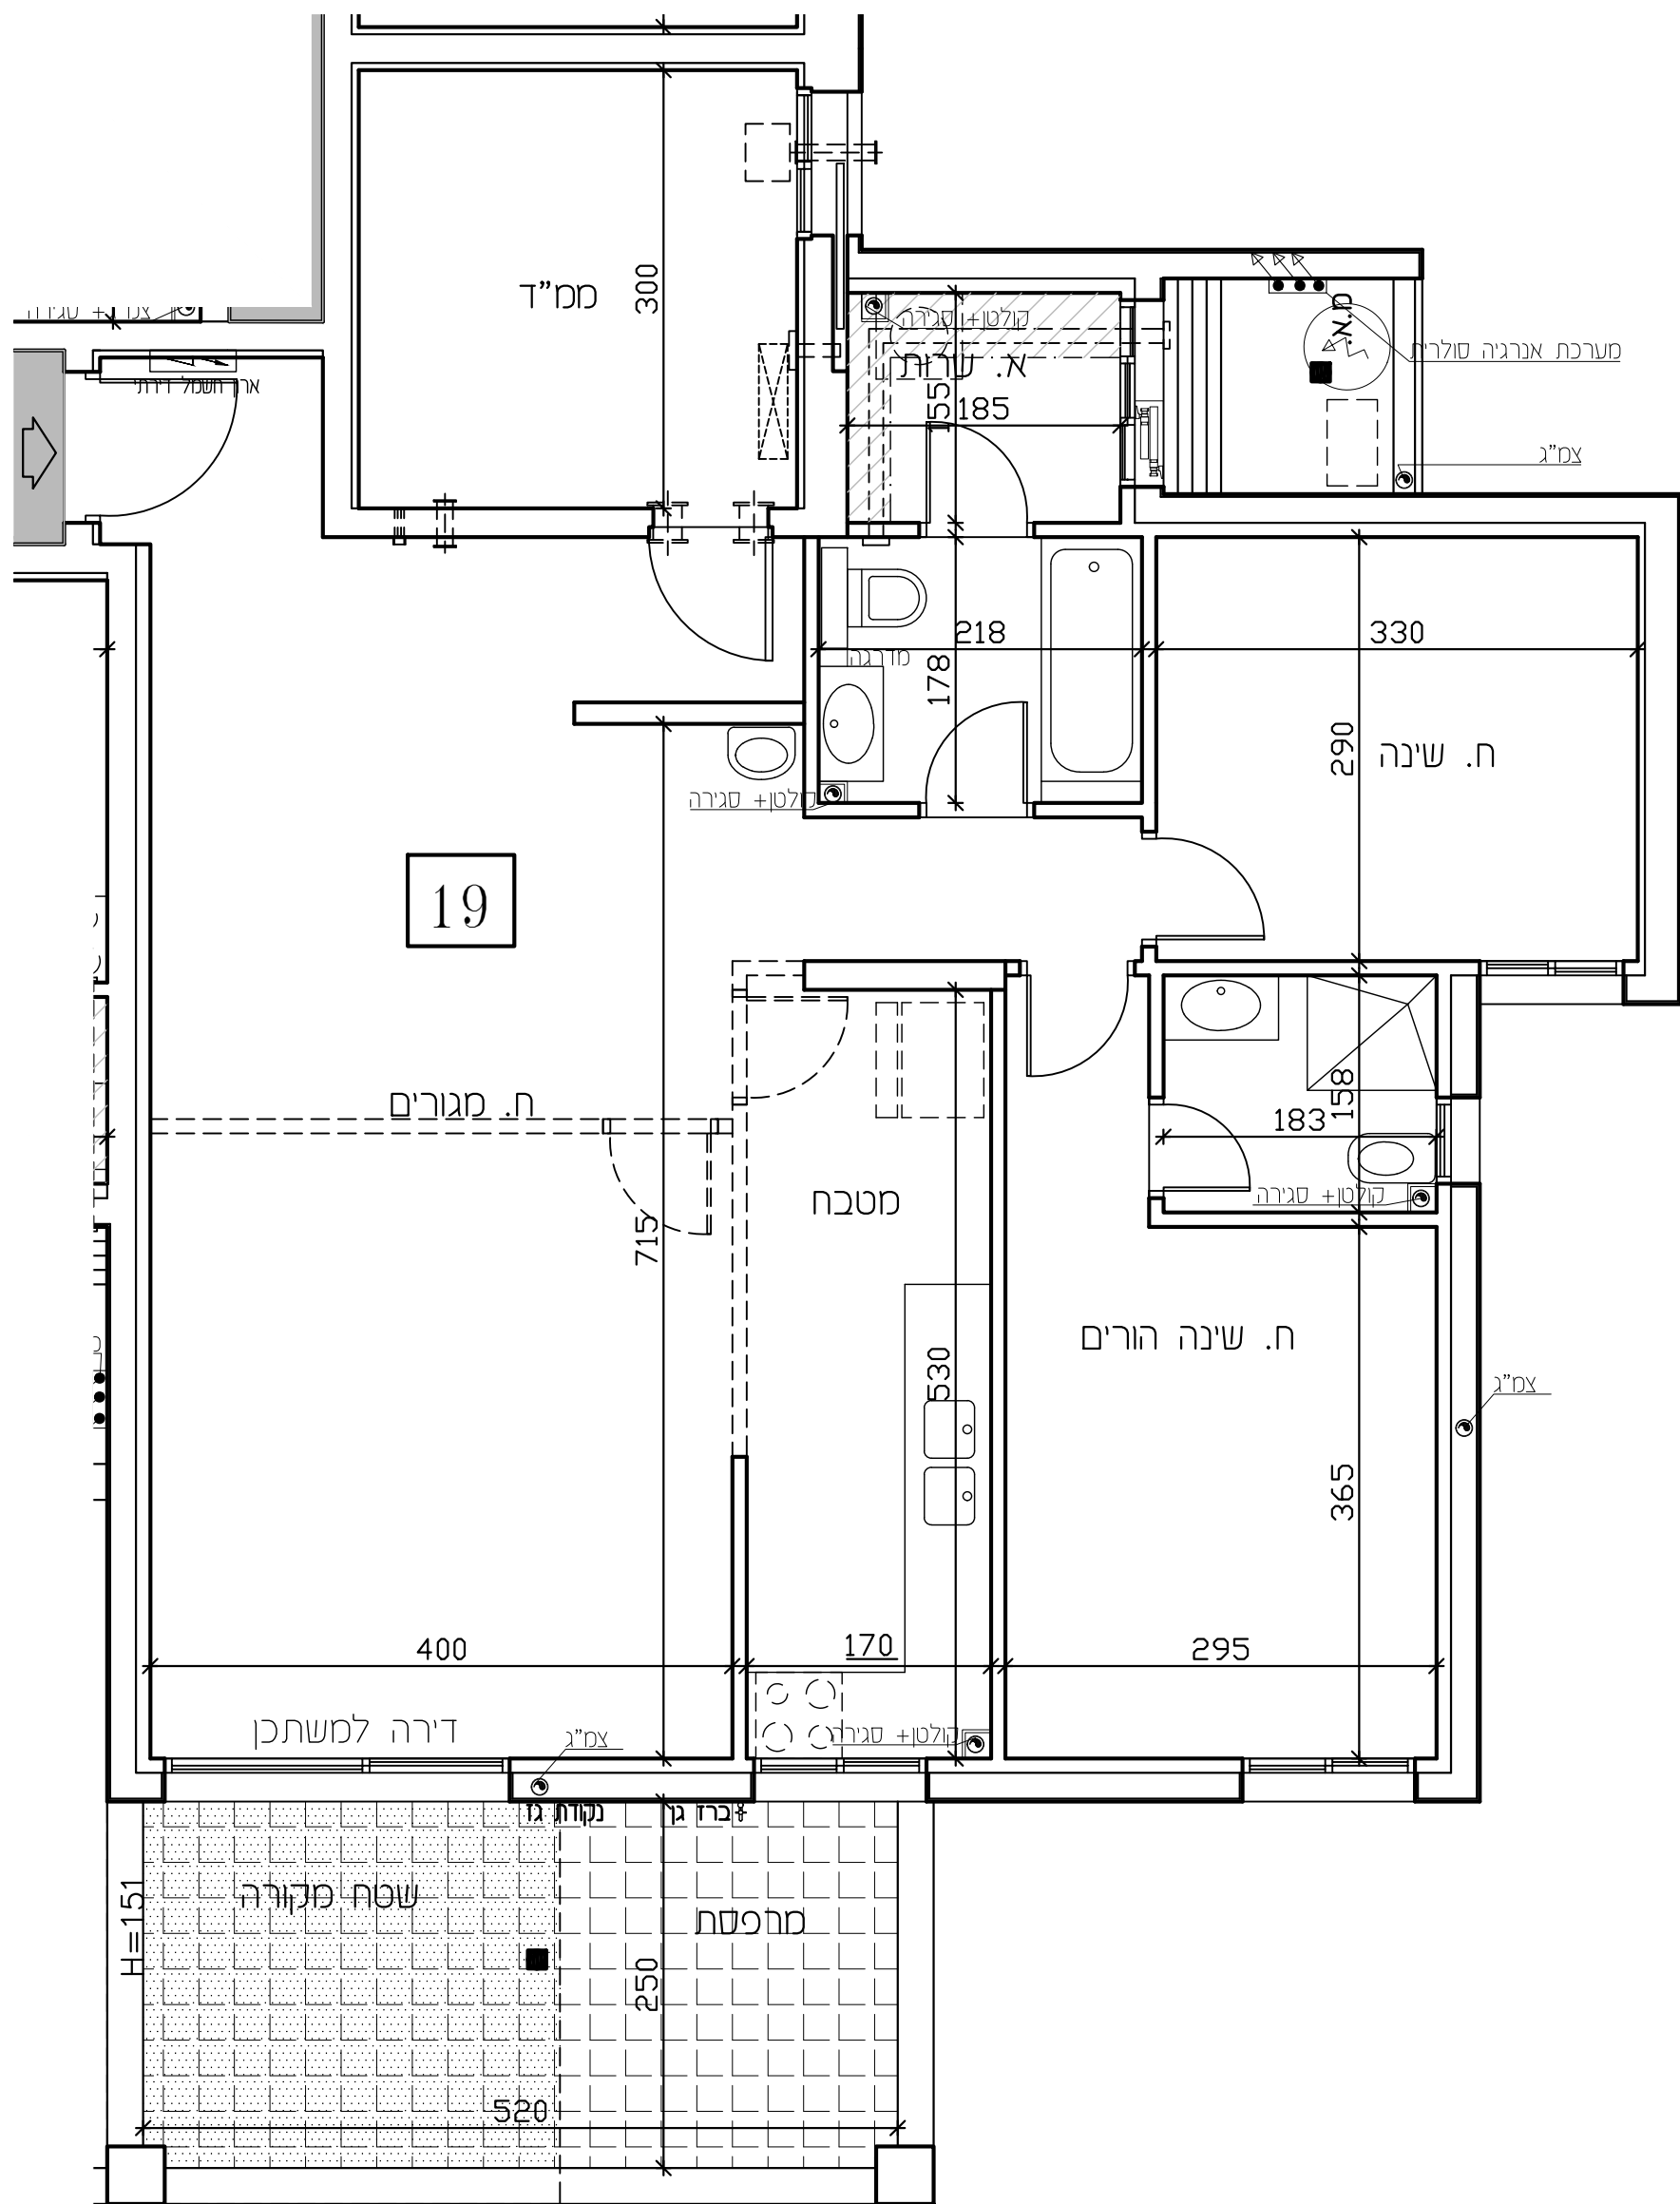 ממ"ד
300
קולטן+ סגירה
א. שרות
155
185
מ.א.
מערכת אנרגיה סולרית
צמ"ג
ארון חשמל דירתי
218
178
מדרגה
330
290
ח. שינה
קולטן+ סגירה
19
ח. מגורים
715
מטבח
530
158
183
קולטן+ סגירה
ח. שינה הורים
365
צמ"ג
400
170
295
דירה למשתכן
צמ"ג
קולטן+ סגירה
נקודת גז
ברז גן
H=151
שטח מקורה
מרפסת
250
520